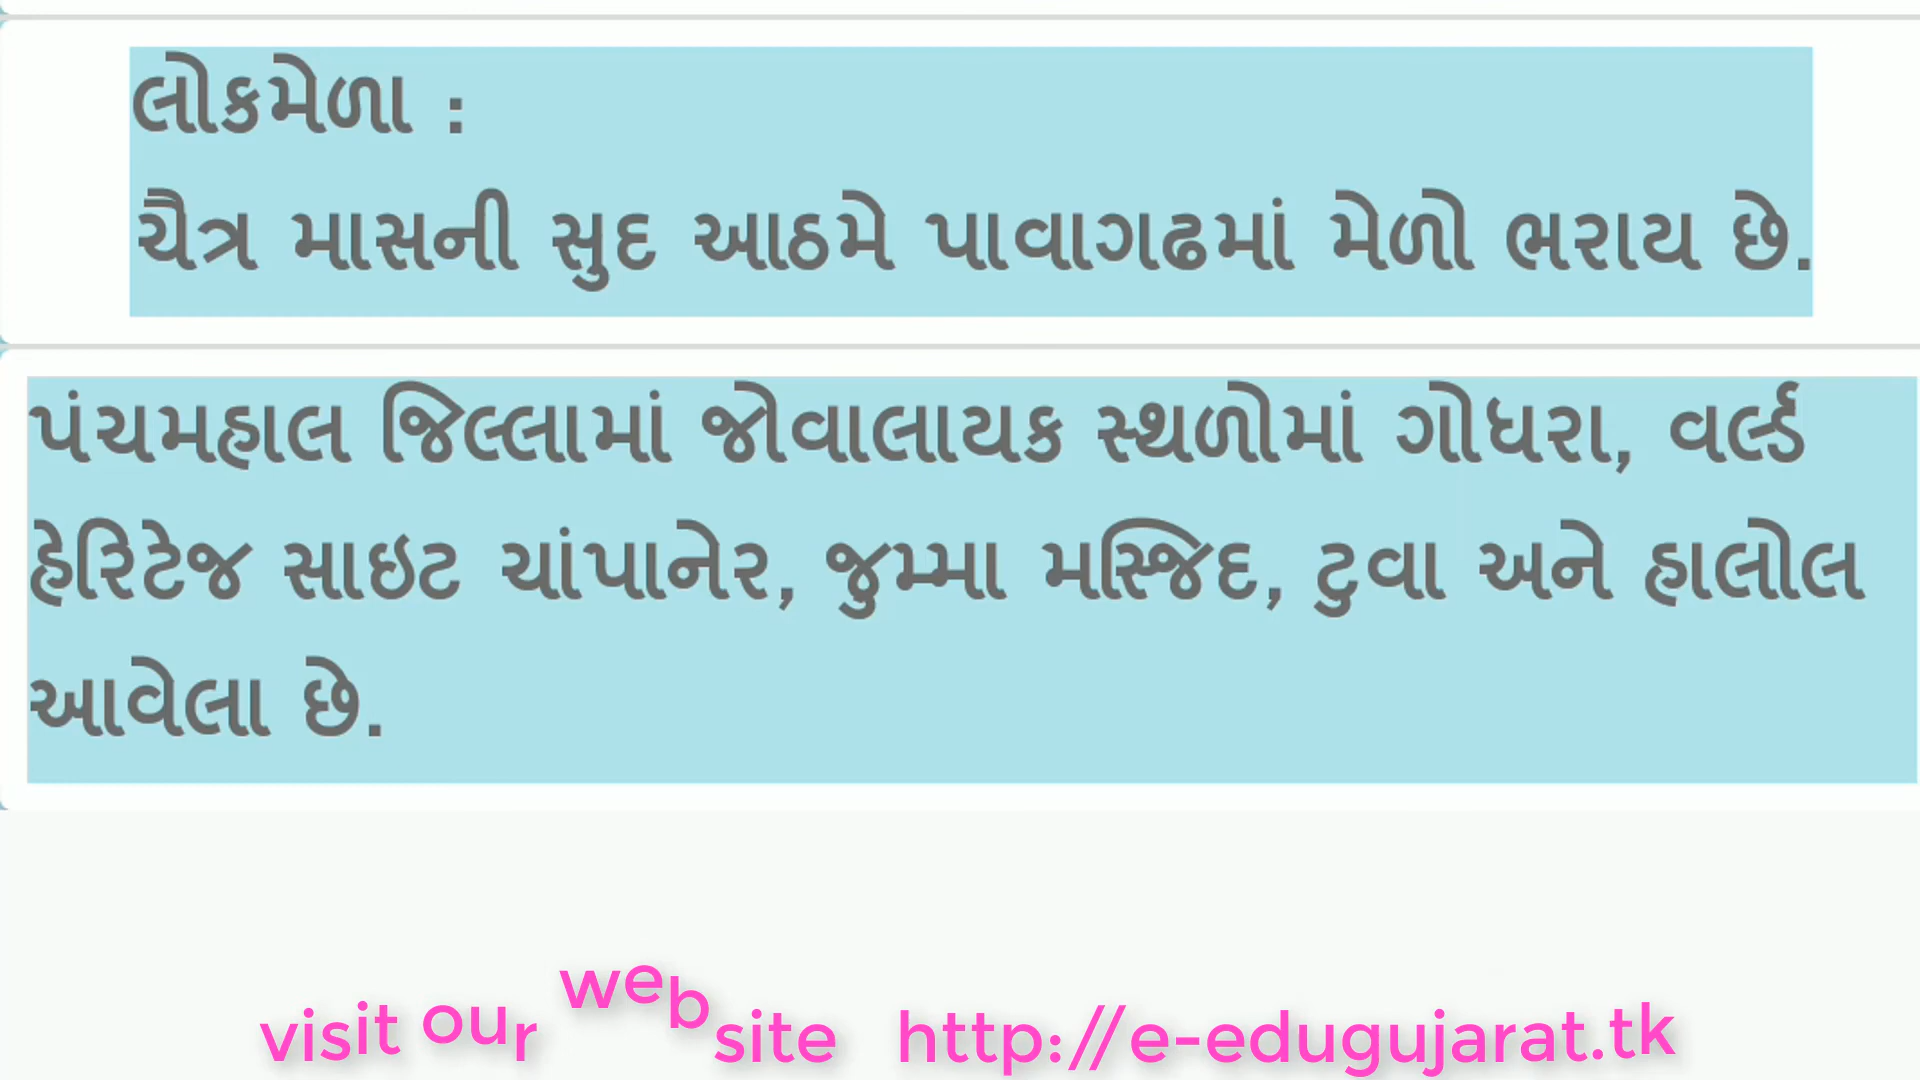 લોકમેળા :
ચૈત્ર માસની સુદ આઠમે પાવાગઢમાં મેળો ભરાય છે.
પંચમહાલ જિલ્લામાં જોવાલાયક સ્થળોમાં ગોધરા, વર્લ્ડ
હેરિટેજ સાઇટ ચાંપાનેર, જુમ્મા મસ્જિદ, ટુવા અને હાલોલ
આવેલા છે.
visit our website http://e-edugujarat.tk